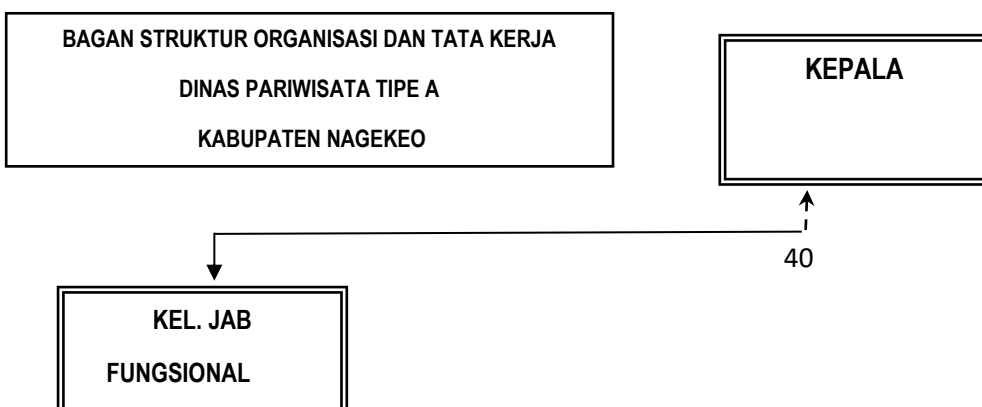 BAGAN STRUKTUR ORGANISASI DAN TATA KERJA
DINAS PARIWISATA TIPE A
KABUPATEN NAGEKEO
KEPALA
40
KEL. JAB
FUNGSIONAL